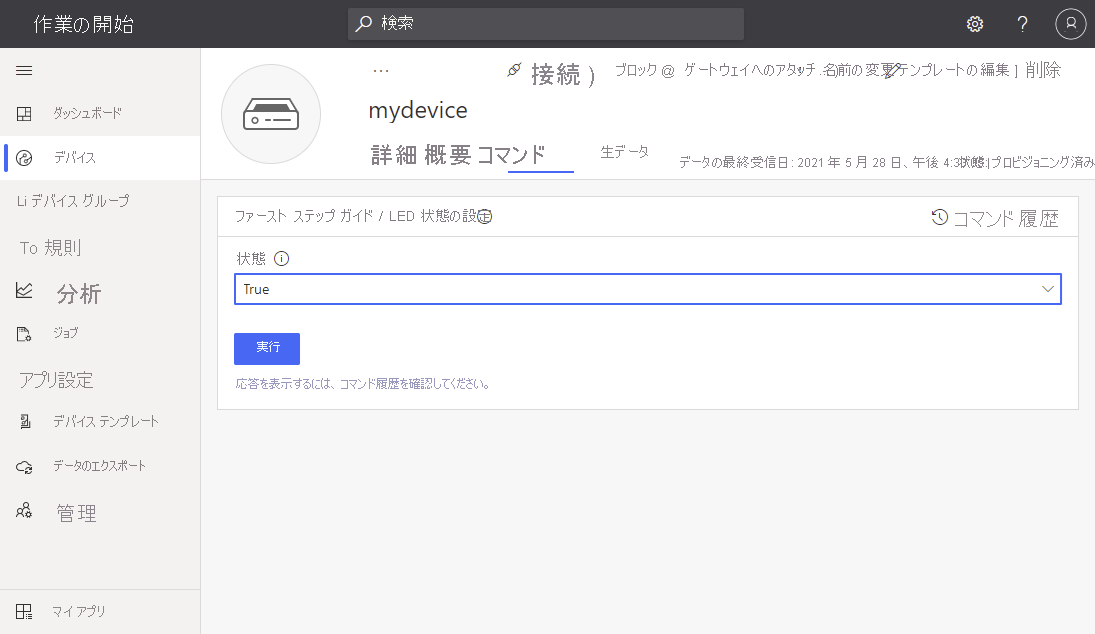 作業の開始
検索
?
ダッシュボード
デバイス
Li デバイス グループ
To 規則
分析
ジョブ
アプリ設定
デバイス テンプレート
データのエクスポート
管理
マイ アプリ
…
接続 )
ブロック @ ゲートウェイへのアタッチ
名前の変更
テンプレートの編集 ]
削除
mydevice
詳細 概要 コマンド
生データ
データの最終受信日: 2021 年 5 月 28 日、午後 4:3
状態: プロビジョニング済み
ファースト ステップ ガイド / LED 状態の設定
コマンド履歴
状態
True
実行
応答を表示するには、コマンド履歴を確認してください。